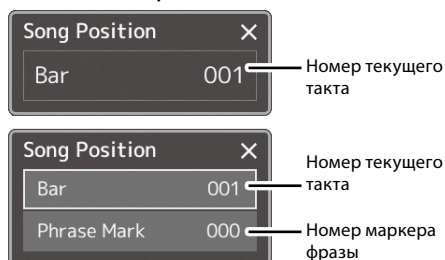 Song Position ×
Bar 001
Номер текущего
такта
Song Position ×
Bar 001
Номер текущего
такта
Phrase Mark 000
Номер маркера
фразы